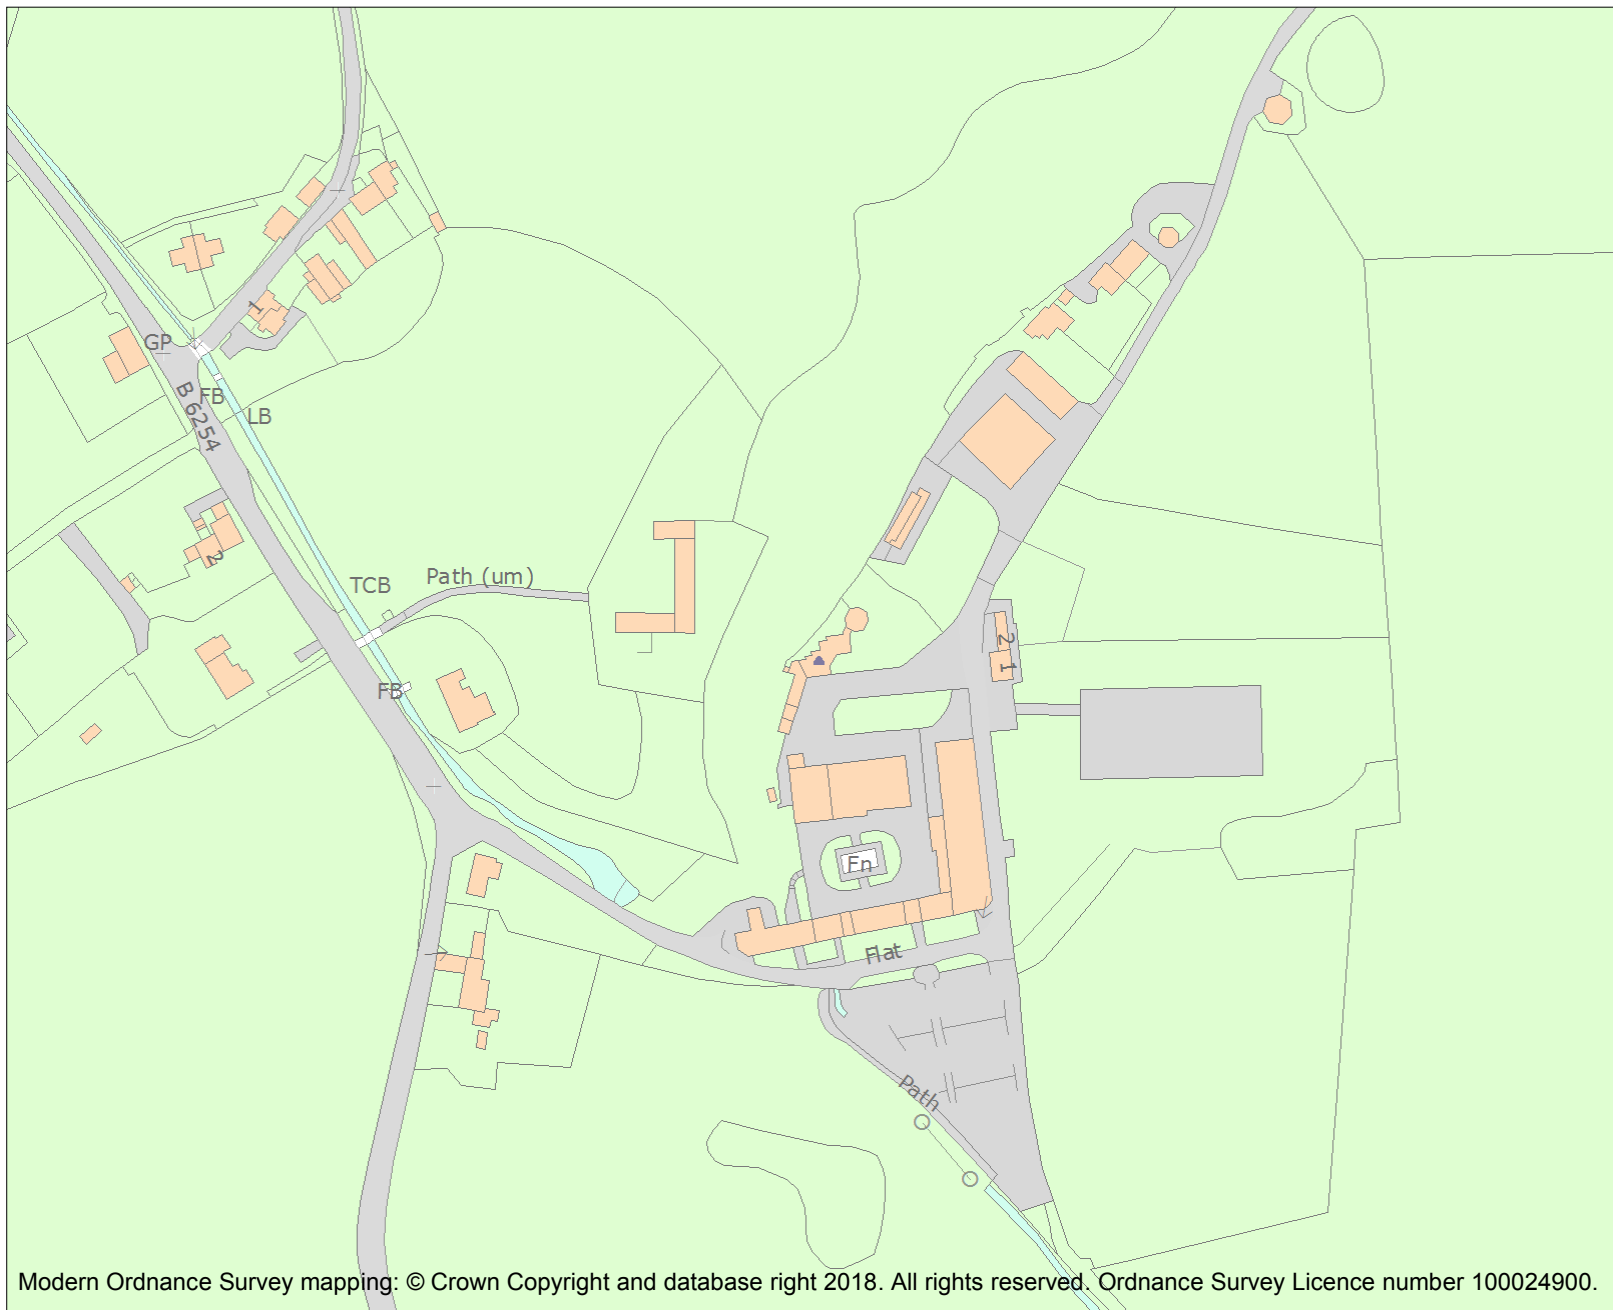 1
GP
FB
LB
B 6254
2
TCB
Path (um)
2
1
FB
Fn
Flat
Path
Modern Ordnance Survey mapping: © Crown Copyright and database right 2018. All rights reserved. Ordnance Survey Licence number 100024900.